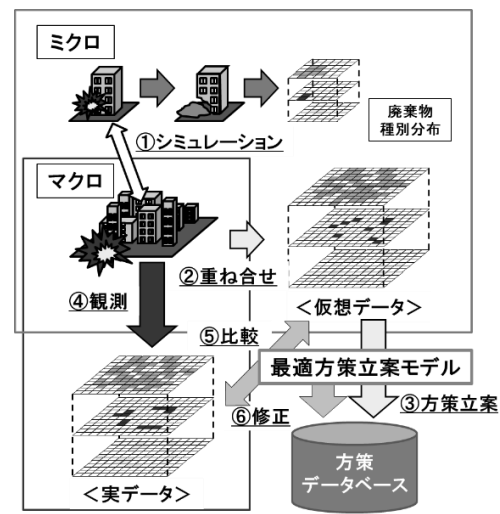 ミクロ
廃棄物
種別分布
①シミュレーション
マクロ
②重ね合せ
④観測
＜仮想データ＞
⑤比較
最適方策立案モデル
③方策立案
⑥修正
方策
データベース
＜実データ＞